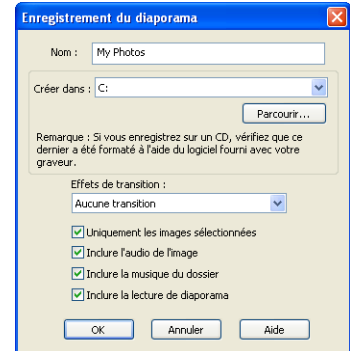 Enregistrement du diaporama
Nom : My Photos
Créer dans : C:
Parcourir...
Remarque : Si vous enregistrez sur un CD, vérifiez que ce
dernier a été formaté à l'aide du logiciel fourni avec votre
graveur.
Effets de transition :
Aucune transition
Uniquement les images sélectionnées
Inclure l'audio de l'image
Inclure la musique du dossier
Inclure la lecture de diaporama
OK Annuler Aide